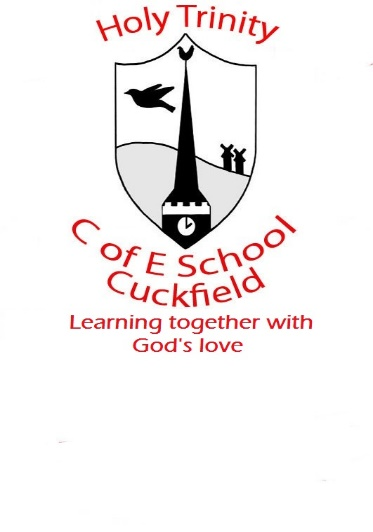 Holy Trinity
C of E School
Cuckfield
Learning together with
God's love